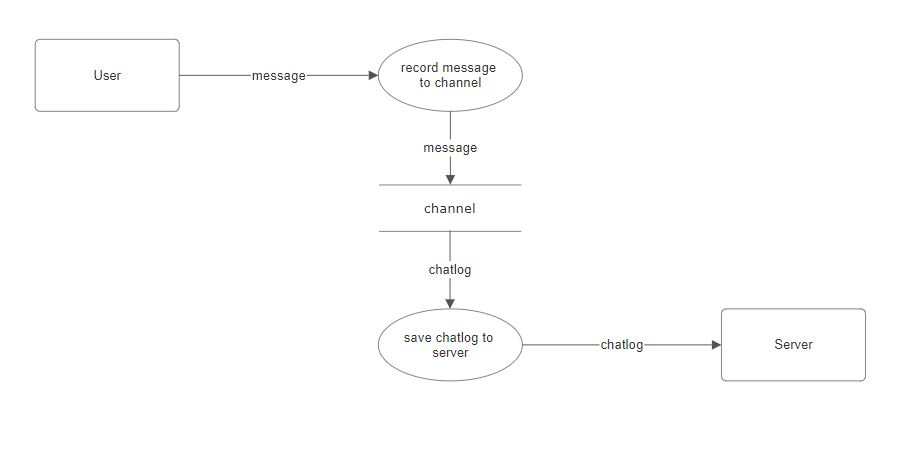 User
message
record message
to channel
message
channel
chatlog
save chatlog to
server
chatlog
Server